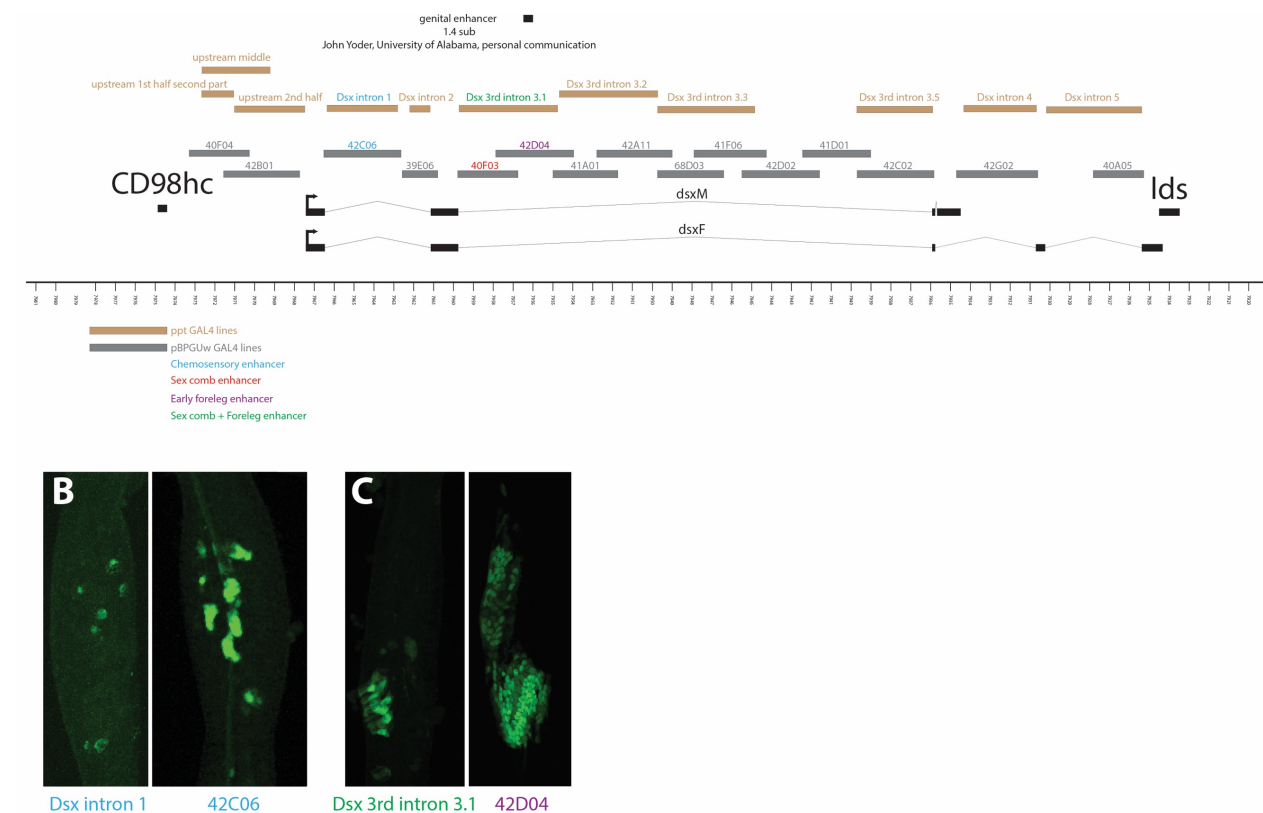 genital enhancer
1.4 sub
John Yoder, University of Alabama, personal communication
upstream middle
upstream 1st half second part
upstream 2nd half
Dsx intron 1
Dsx intron 2
Dsx 3rd intron 3.1
Dsx 3rd intron 3.2
Dsx 3rd intron 3.3
Dsx 3rd intron 3.5
Dsx intron 4
Dsx intron 5
40F04
42C06
42D04
42A11
41F06
41D01
42B01
39E06
40F03
41A01
68D03
42D02
42C02
42G02
40A05
CD98hc
lds
dsxM
dsxF
ppt GAL4 lines
pBPGUw GAL4 lines
Chemosensory enhancer
Sex comb enhancer
Early foreleg enhancer
Sex comb + Foreleg enhancer
B
C
Dsx intron 1
42C06
Dsx 3rd intron 3.1
42D04